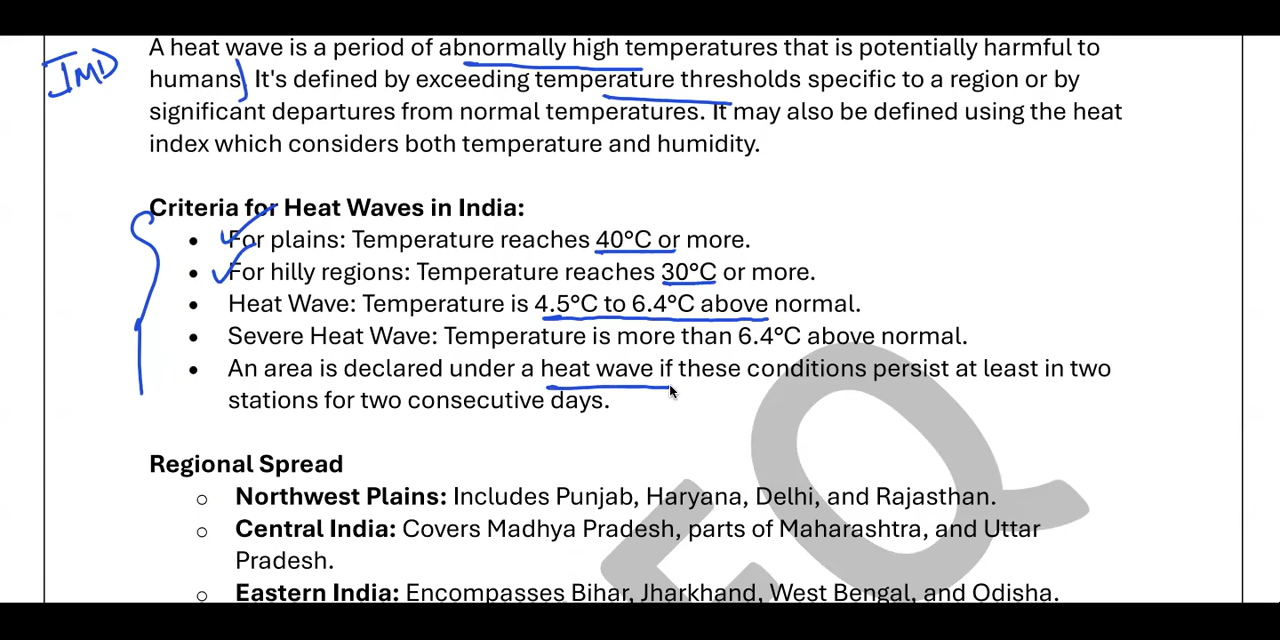 A heat wave is a period of abnormally high temperatures that is potentially harmful to
IMD
humans. It's defined by exceeding temperature thresholds specific to a region or by
significant departures from normal temperatures. It may also be defined using the heat
index which considers both temperature and humidity.
Criteria for Heat Waves in India:
• For plains: Temperature reaches 40°C or more.
• For hilly regions: Temperature reaches 30°C or more.
• Heat Wave: Temperature is 4.5°C to 6.4°C above normal.
• Severe Heat Wave: Temperature is more than 6.4°C above normal.
• An area is declared under a heat wave if these conditions persist at least in two
stations for two consecutive days.
Regional Spread
○ Northwest Plains: Includes Punjab, Haryana, Delhi, and Rajasthan.
○ Central India: Covers Madhya Pradesh, parts of Maharashtra, and Uttar
Pradesh.
○ Eastern India: Encompasses Bihar, Jharkhand, West Bengal, and Odisha.